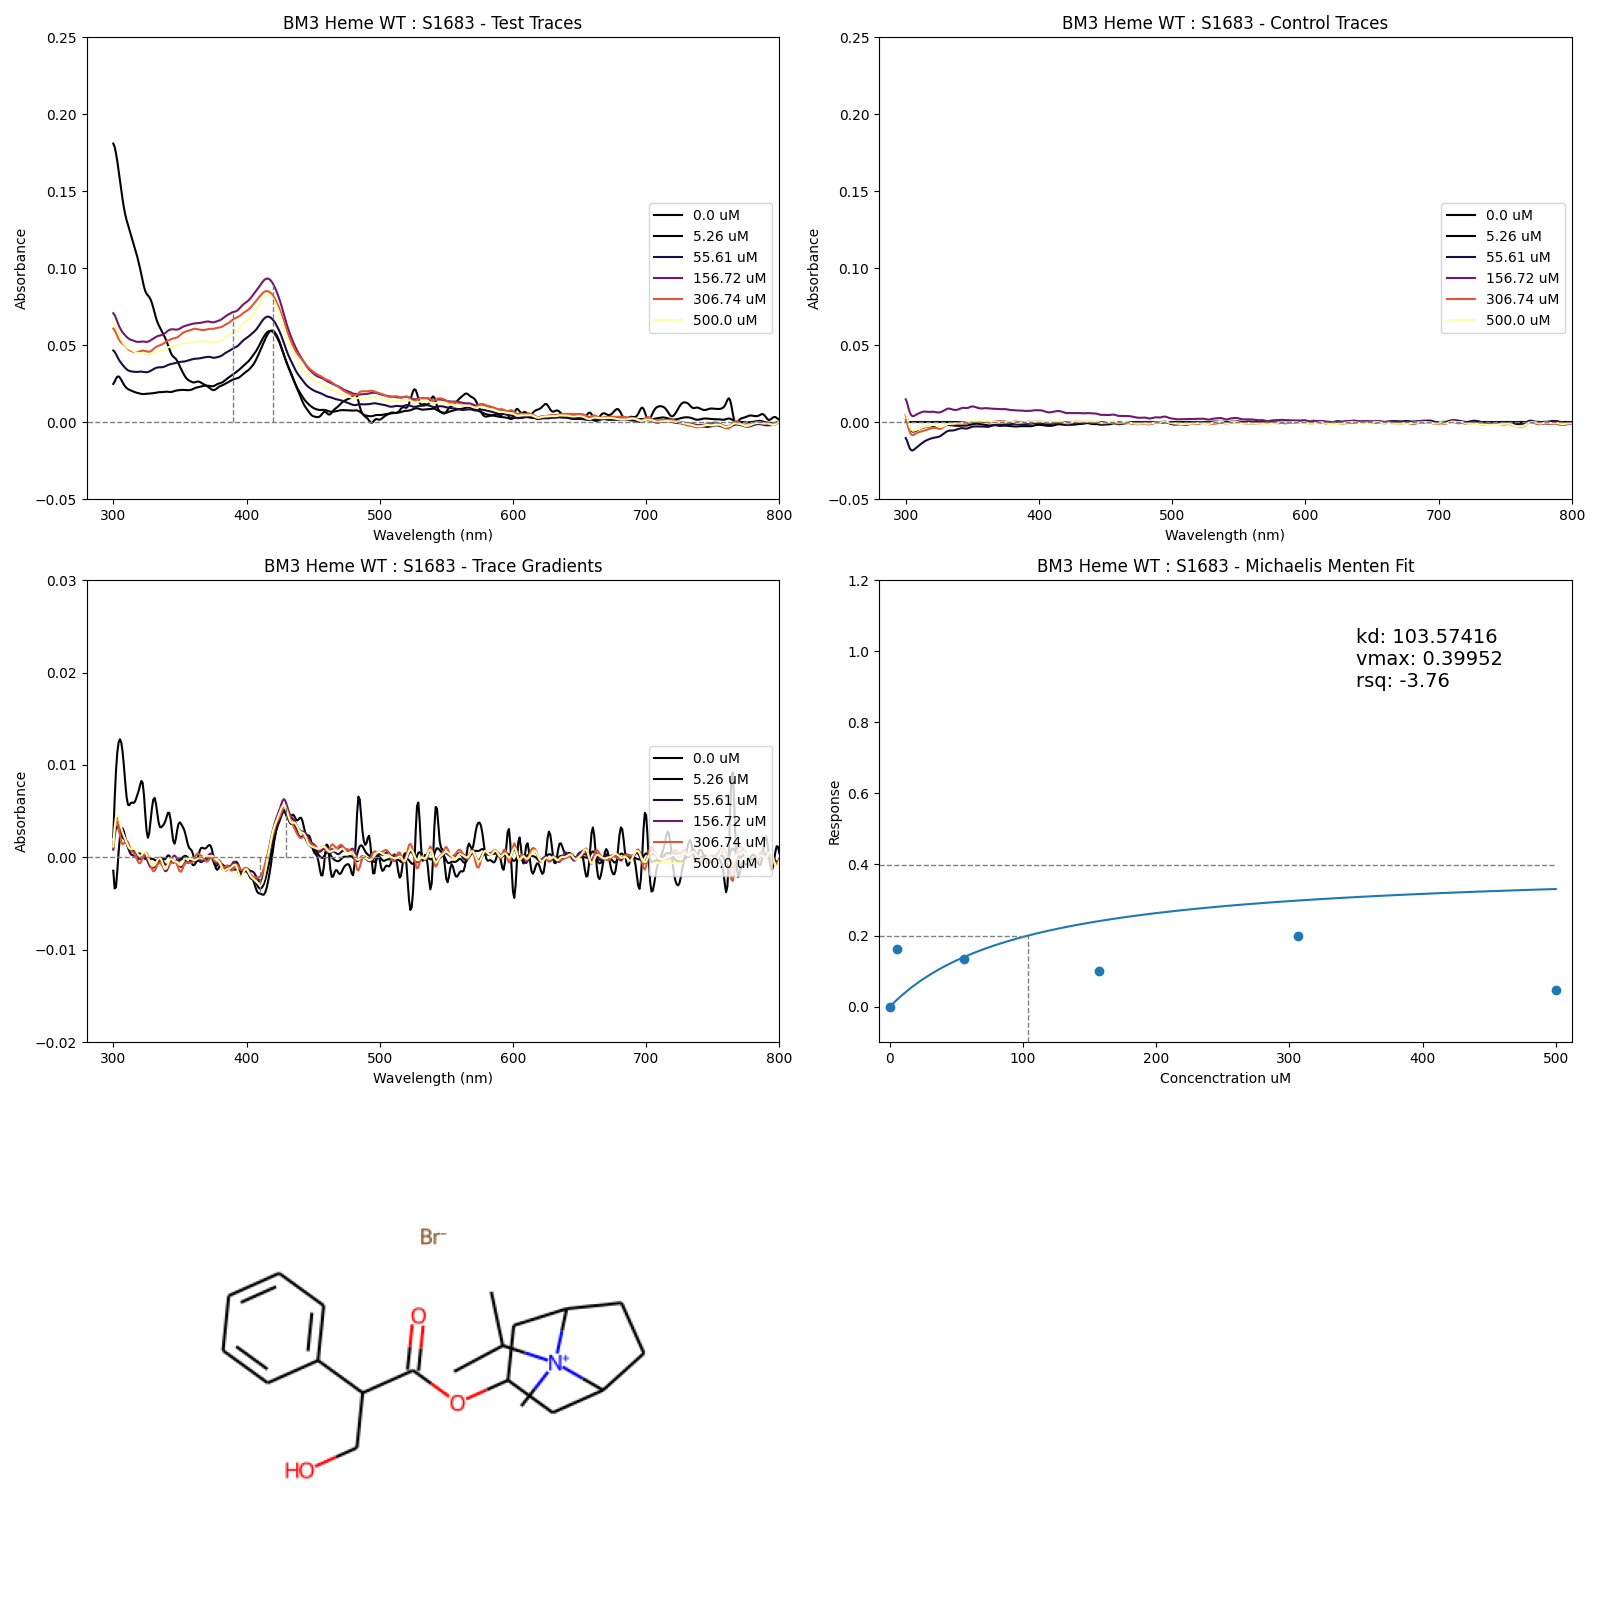 BM3 Heme WT : S1683 - Test Traces
0.25
0.20
0.15
0.10
0.05
0.00
−0.05
Absorbance
300 400 500 600 700 800
Wavelength (nm)
0.0 uM
5.26 uM
55.61 uM
156.72 uM
306.74 uM
500.0 uM
BM3 Heme WT : S1683 - Control Traces
0.25
0.20
0.15
0.10
0.05
0.00
−0.05
Absorbance
300 400 500 600 700 800
Wavelength (nm)
0.0 uM
5.26 uM
55.61 uM
156.72 uM
306.74 uM
500.0 uM
BM3 Heme WT : S1683 - Trace Gradients
0.03
0.02
0.01
0.00
−0.01
−0.02
Absorbance
300 400 500 600 700 800
Wavelength (nm)
0.0 uM
5.26 uM
55.61 uM
156.72 uM
306.74 uM
500.0 uM
BM3 Heme WT : S1683 - Michaelis Menten Fit
1.2
1.0
0.8
0.6
0.4
0.2
0.0
Response
0 100 200 300 400 500
Concenctration uM
kd: 103.57416
vmax: 0.39952
rsq: -3.76
Br⁻
O
N⁺
O
HO